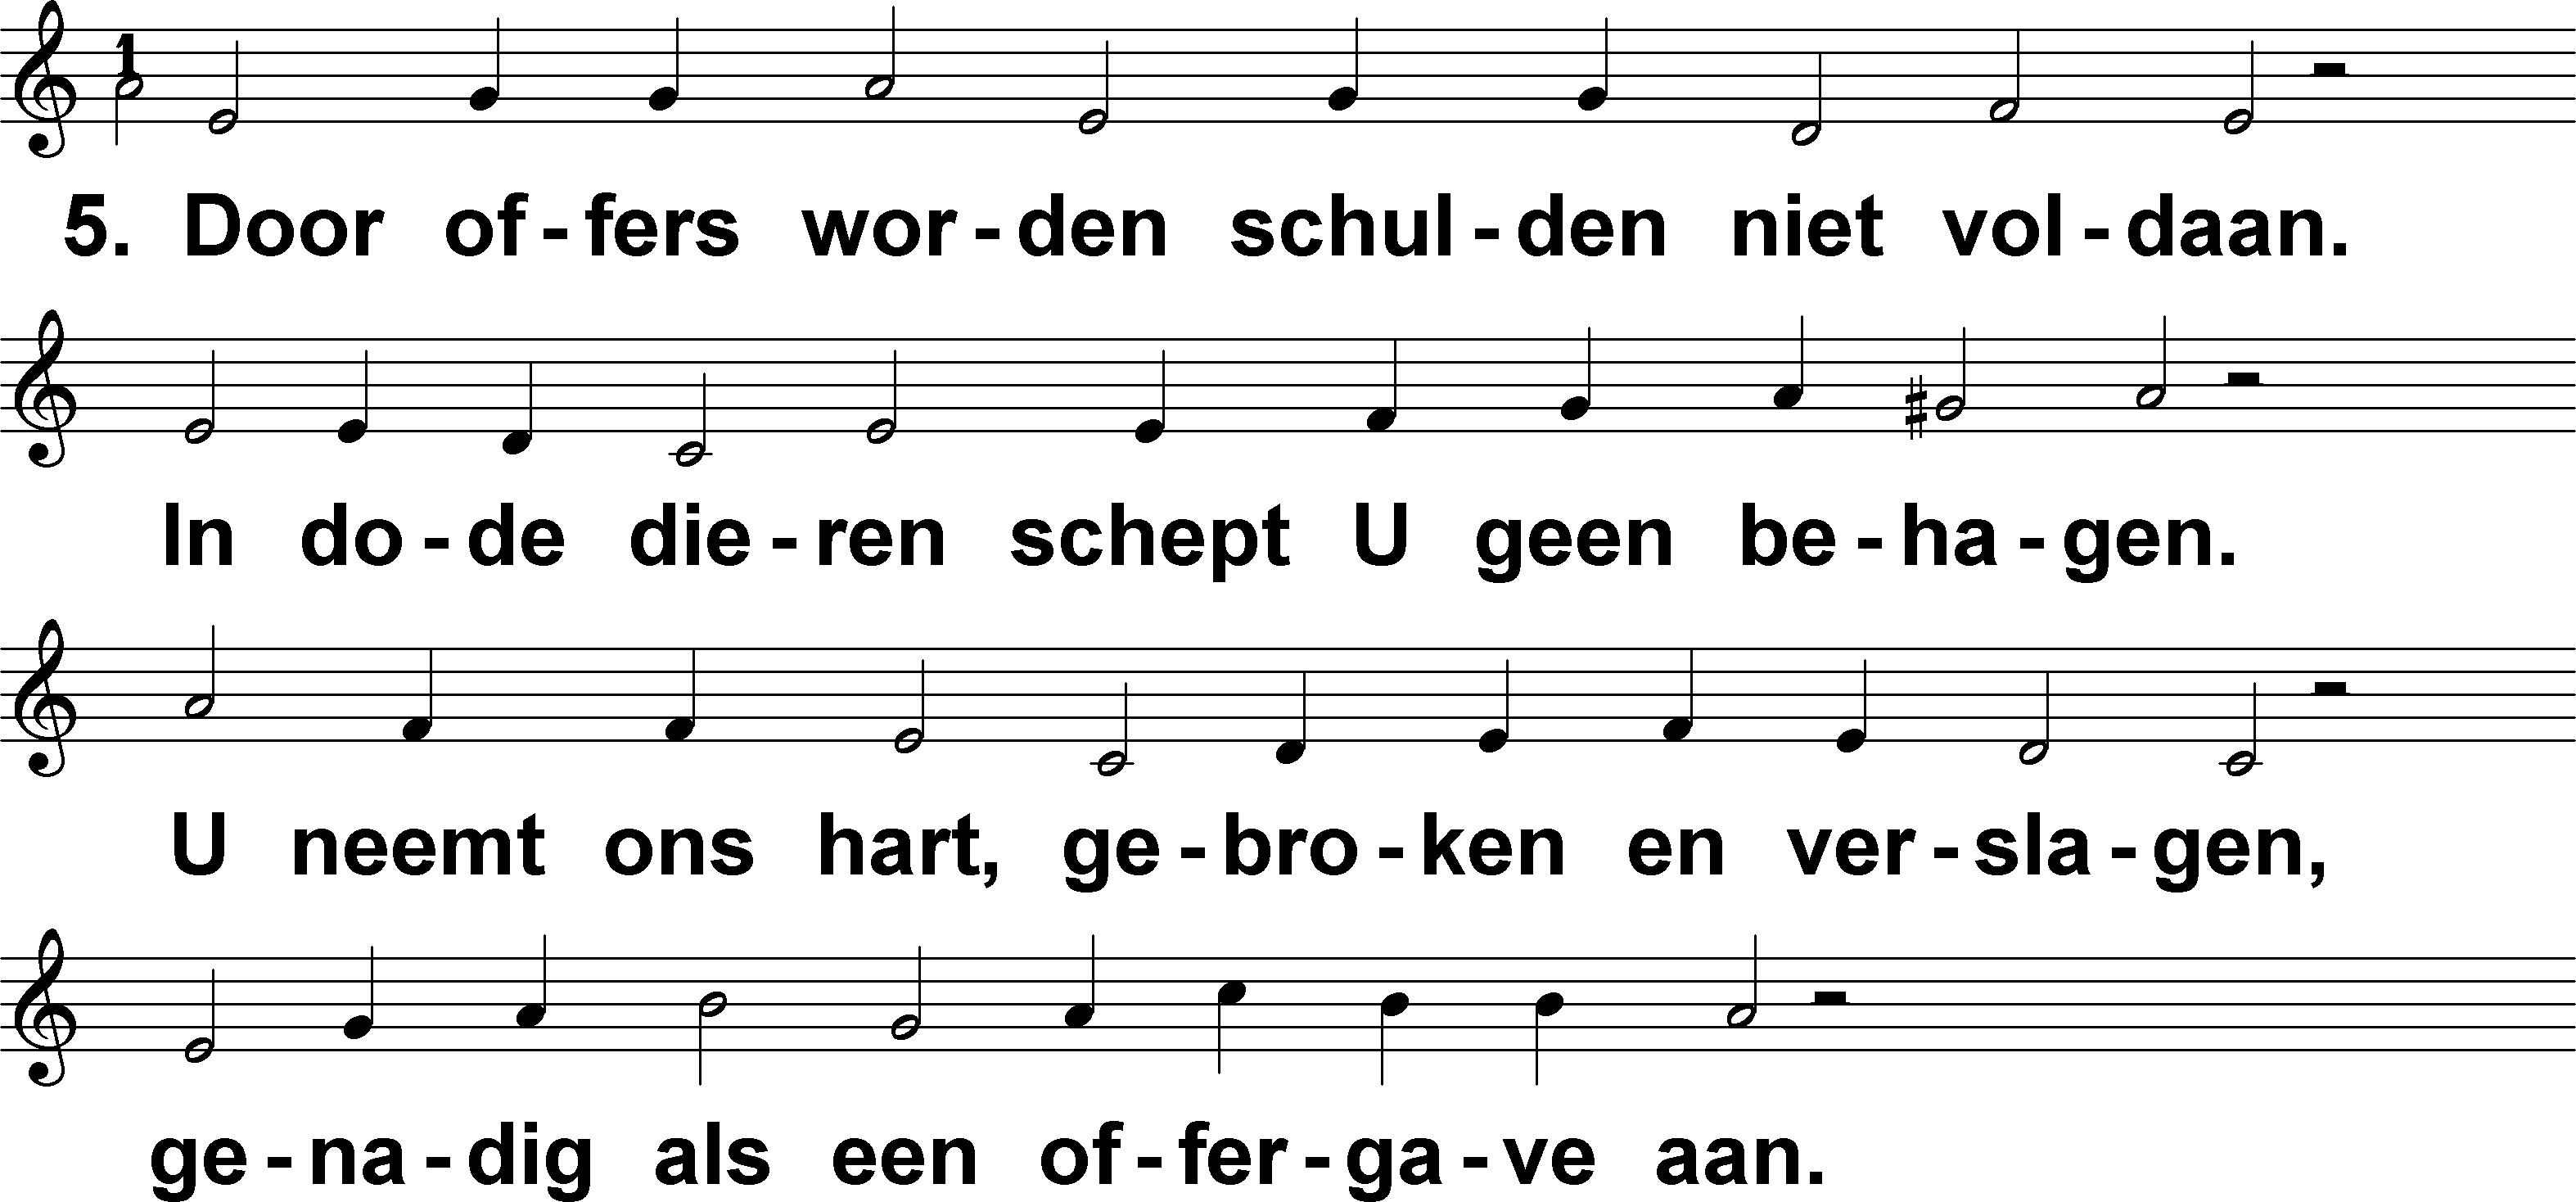 1
5. Door of-fers wor-den schul-den niet vol-daan.
In do-de die-ren schept U geen be-ha-gen.
U neemt ons hart, ge-bro-ken en ver-sla-gen,
ge-na-dig als een of-fer-ga-ve aan.